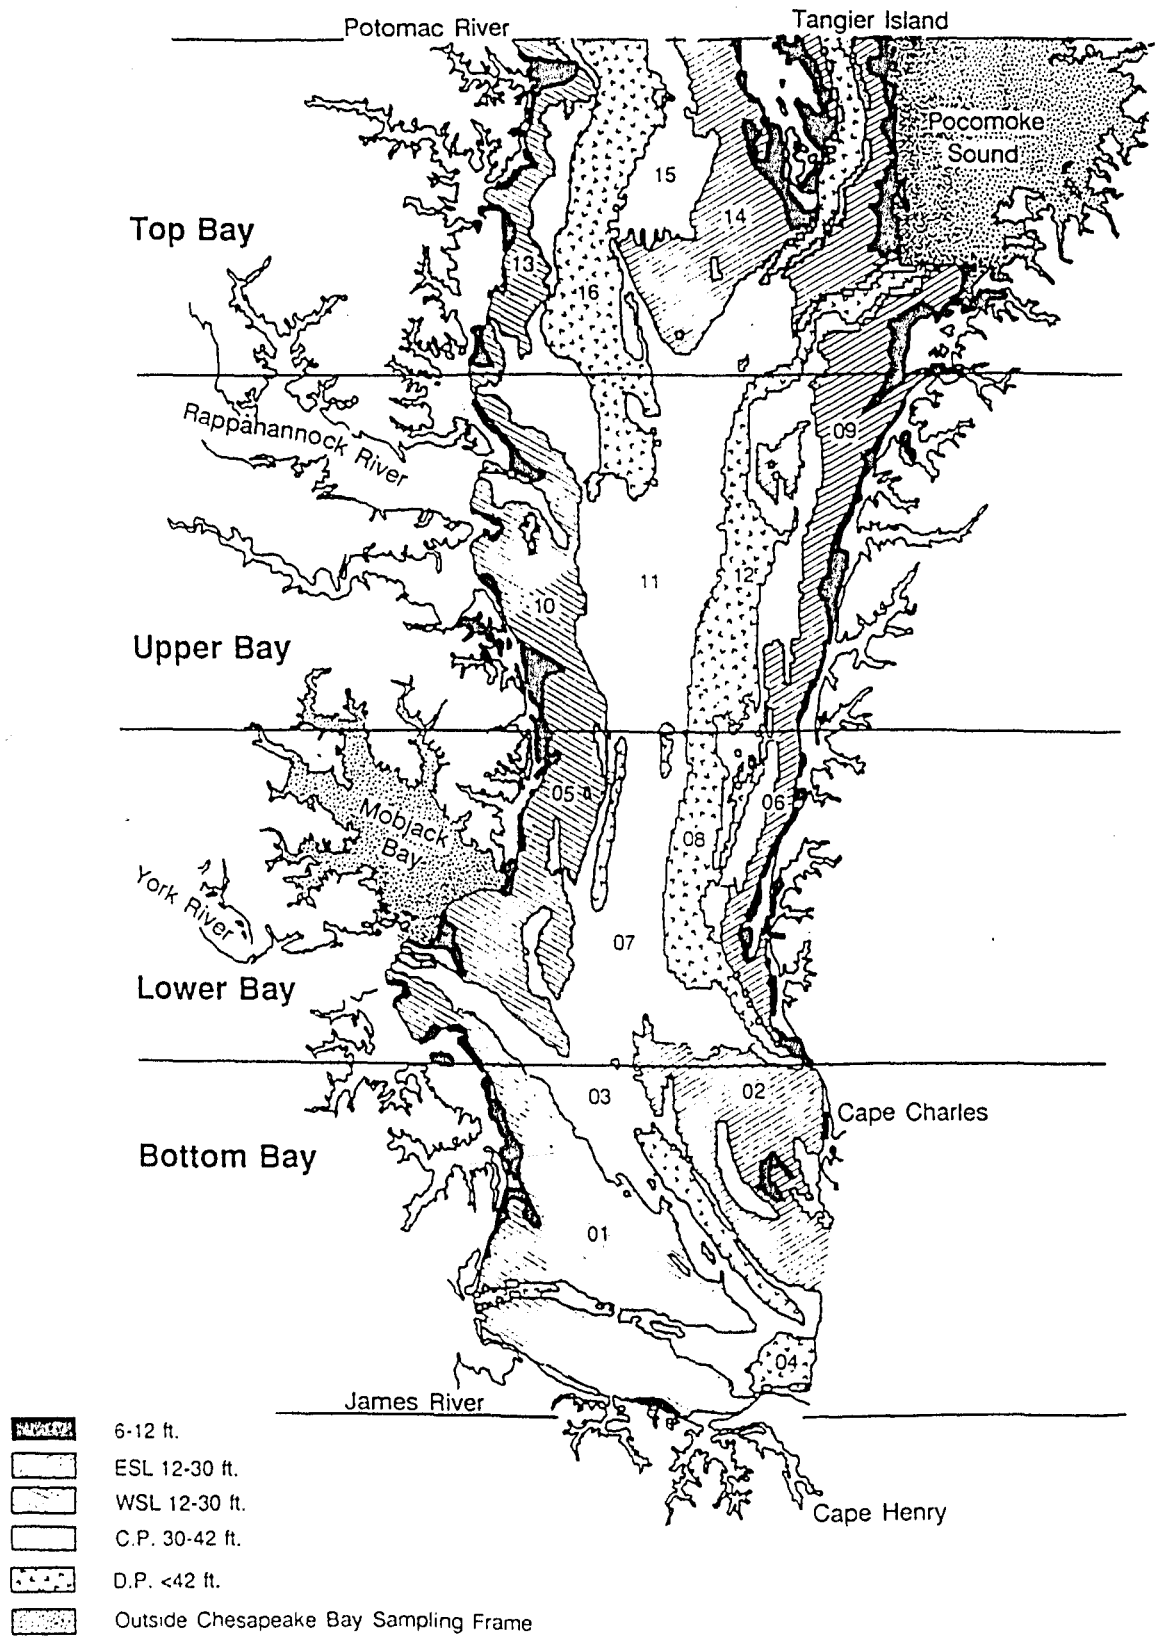 Potomac River
Tangier Island
Pocomoke
Sound
15
14
Top Bay
13
16
09
Rappahannock River
11
12
10
Upper Bay
05
06
Mobjack
Bay
08
York River
07
Lower Bay
03
02
Cape Charles
Bottom Bay
01
04
James River
6-12 ft.
ESL 12-30 ft.
WSL 12-30 ft.
C.P. 30-42 ft.
Cape Henry
D.P. <42 ft.
Outside Chesapeake Bay Sampling Frame